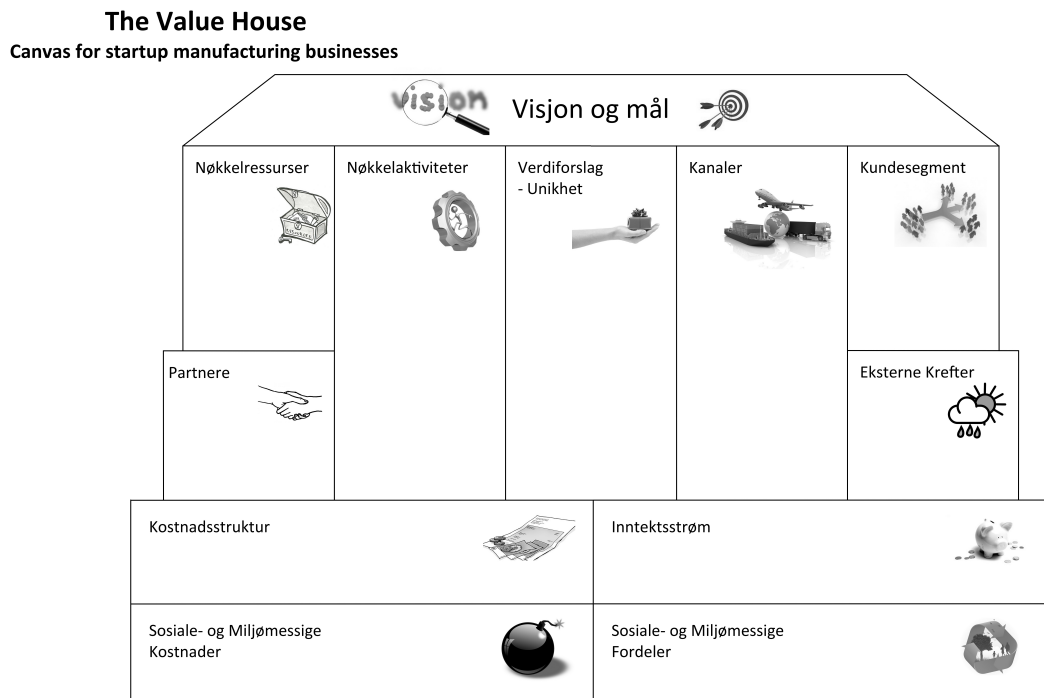 The Value House
Canvas for startup manufacturing businesses
vision
Visjon og mål
Nøkkelressurser
Nøkkelaktiviteter
Verdiforslag
- Unikhet
Kanaler
Kundesegment
Partnere
Eksterne Krefter
Kostnadsstruktur
Inntektsstrøm
Sosiale- og Miljømessige
Kostnader
Sosiale- og Miljømessige
Fordeler